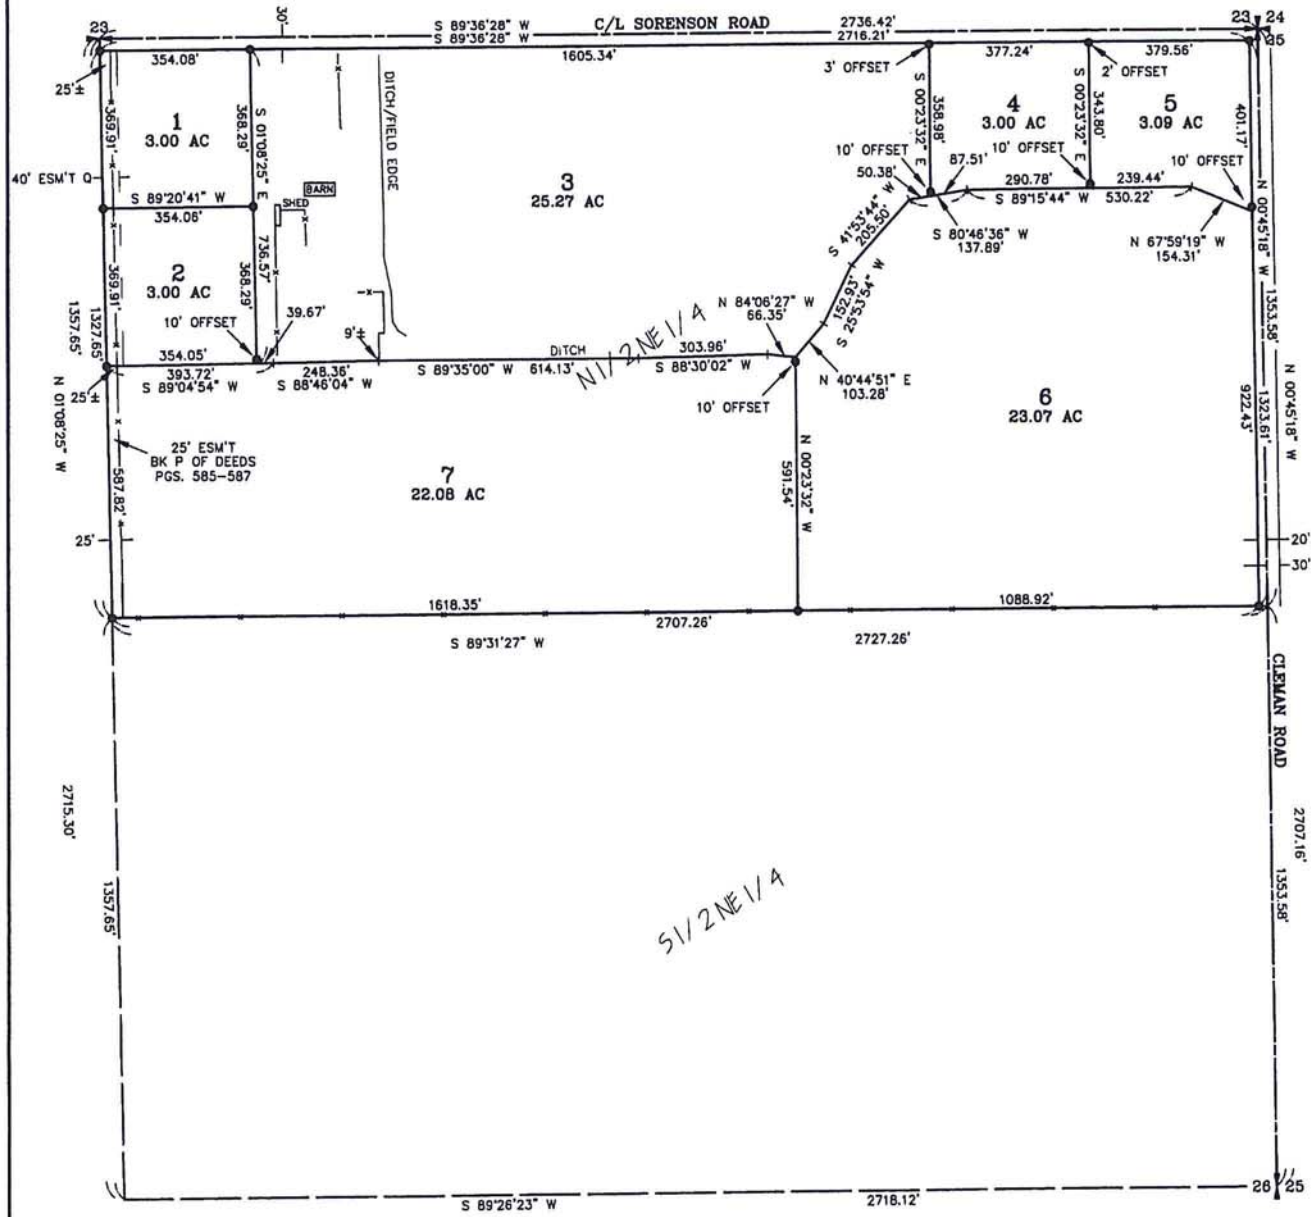 23
30'
S 89°36'28" W
C/L SORENSON ROAD
2736.42'
23 24
S 89°36'28" W
2716.21'
25
354.08'
1605.34'
377.24'
379.56'
3' OFFSET
2' OFFSET
25'±
369.91'
1
3.00 AC
368.29'
S 01°08'25" E
DITCH/FIELD EDGE
358.98'
S 00°23'32" E
4
3.00 AC
S 00°23'32" E
343.80'
5
3.09 AC
401.17'
40' ESM'T Q
10' OFFSET
87.51'
10' OFFSET
10' OFFSET
50.38'
290.78'
239.44'
S 89°20'41" W
354.06'
BARN
SHED
3
25.27 AC
S 89°15'44" W
530.22'
S 80°46'36" W
137.89'
N 67°59'19" W
154.31'
N 00°45'18" W
S 41°53'44" W
205.50'
736.57'
369.91'
2
3.00 AC
368.29'
39.67'
10' OFFSET
9'±
1357.65'
1327.65'
152.93'
S 25°53'54" W
N 84°06'27" W
66.35'
1353.58'
354.05'
393.72'
S 89°04'54" W
248.36'
S 88°46'04" W
DITCH
303.96'
S 89°35'00" W
614.13'
S 88°30'02" W
N1/2NE1/4
N 40°44'51" E
103.28'
10' OFFSET
6
23.07 AC
922.43'
1323.61'
N 00°45'18" W
25'±
N 01°08'25" W
25' ESM'T
BK P OF DEEDS
PGS. 585-587
587.82'
7
22.08 AC
N 00°23'32" W
591.54'
25'
20'
30'
1618.35'
1088.92'
2707.26'
S 89°31'27" W
2727.26'
CLEMAN ROAD
2715.30'
2707.16'
1357.65'
1353.58'
S1/2NE1/4
26 25
S 89°26'23" W
2718.12'